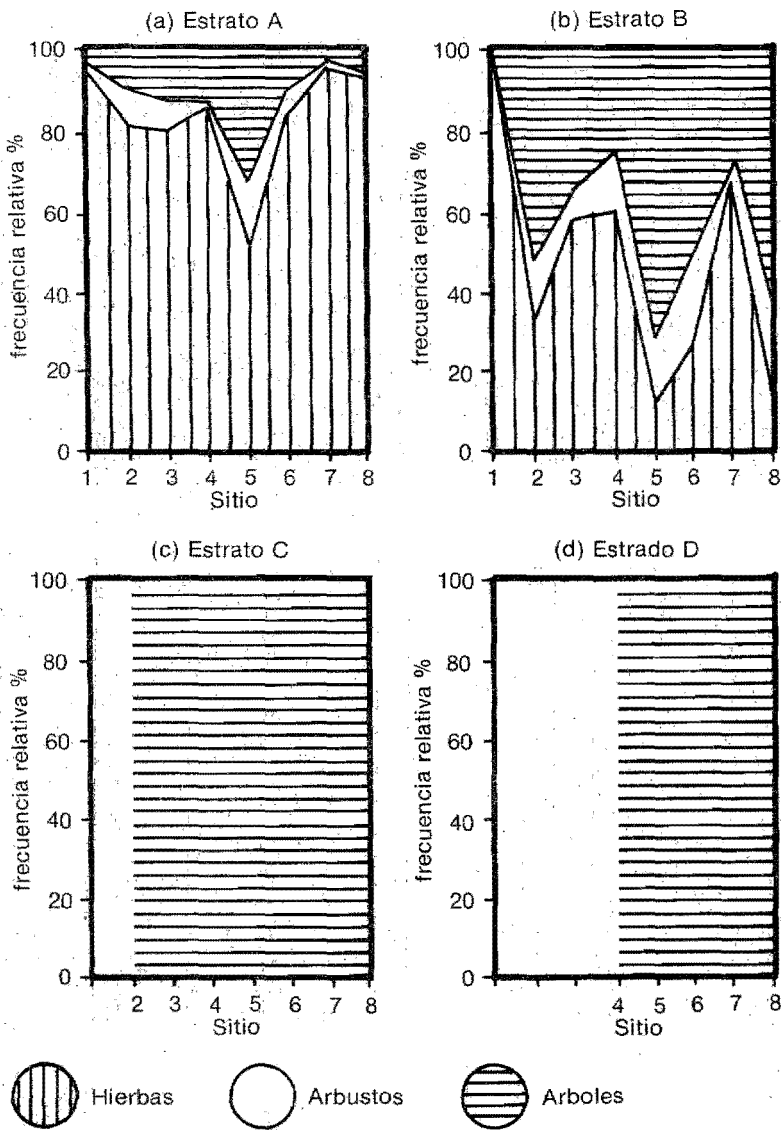 (a) Estrato A
frecuencia relativa %
100
80
60
40
20
0
1 2 3 4 5 6 7 8
Sitio
(b) Estrato B
frecuencia relativa %
100
80
60
40
20
0
1 2 3 4 5 6 7 8
Sitio
(c) Estrato C
frecuencia relativa %
100
80
60
40
20
0
2 3 4 5 6 7 8
Sitio
(d) Estrado D
frecuencia relativa %
100
80
60
40
20
0
4 5 6 7 8
Sitio
Hierbas
Arbustos
Arboles